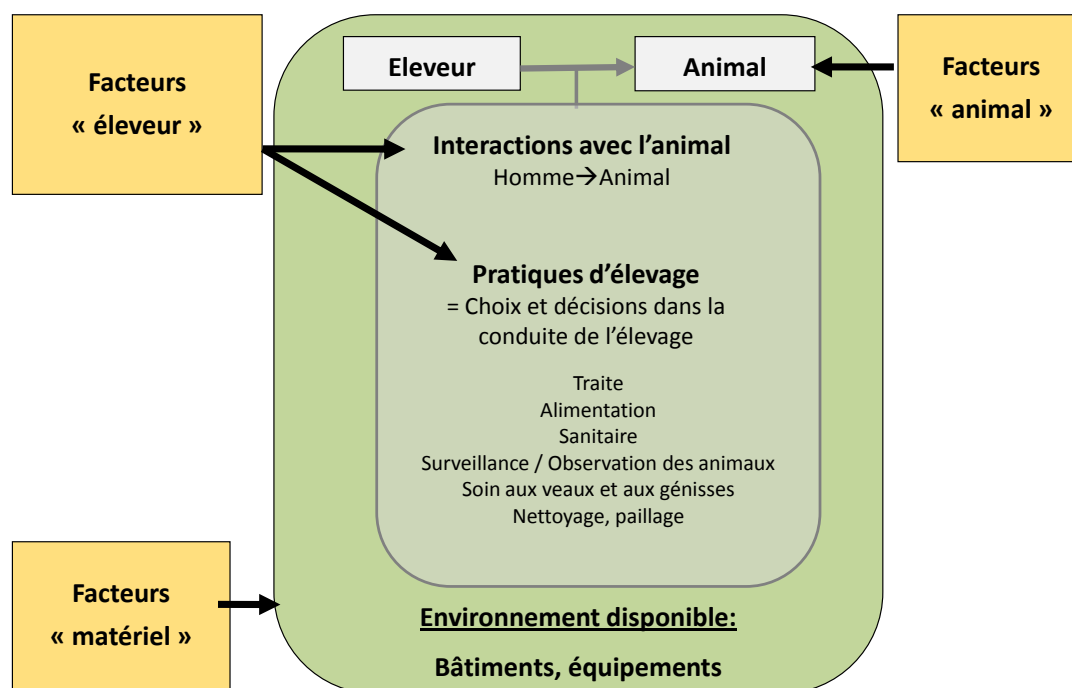 Facteurs
« éleveur »
Eleveur
Animal
Facteurs
« animal »
Interactions avec l'animal
Homme→Animal
Pratiques d'élevage
= Choix et décisions dans la
conduite de l'élevage
Traite
Alimentation
Sanitaire
Surveillance / Observation des animaux
Soin aux veaux et aux génisses
Nettoyage, paillage
Facteurs
« matériel »
Environnement disponible:
Bâtiments, équipements